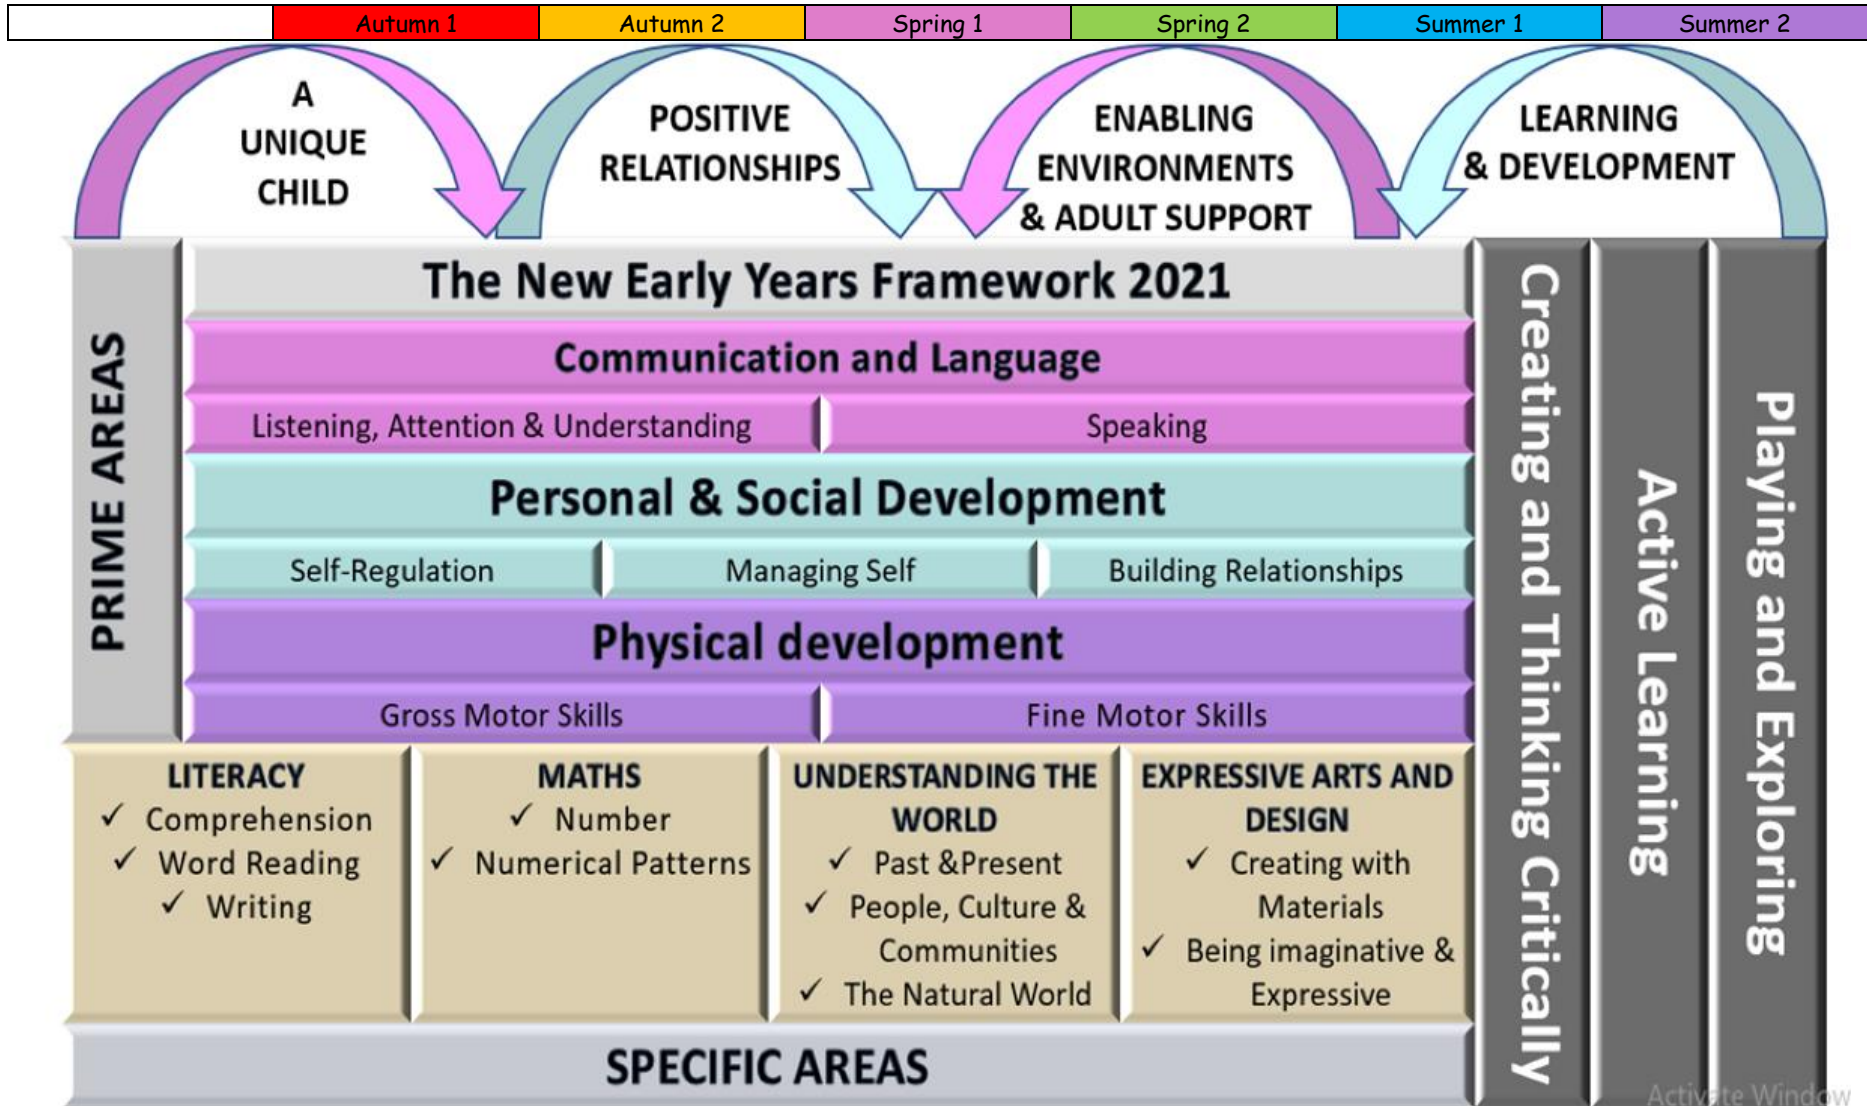 Autumn 1
Autumn 2
Spring 1
Spring 2
Summer 1
Summer 2
A
UNIQUE
CHILD
POSITIVE
RELATIONSHIPS
ENABLING
ENVIRONMENTS
& ADULT SUPPORT
LEARNING
& DEVELOPMENT
PRIME AREAS
The New Early Years Framework 2021
Communication and Language
Listening, Attention & Understanding
Speaking
Personal & Social Development
Self-Regulation
Managing Self
Building Relationships
Physical development
Gross Motor Skills
Fine Motor Skills
LITERACY
✓ Comprehension
✓ Word Reading
✓ Writing
MATHS
✓ Number
✓ Numerical Patterns
UNDERSTANDING THE
WORLD
✓ Past &Present
✓ People, Culture &
Communities
✓ The Natural World
EXPRESSIVE ARTS AND
DESIGN
✓ Creating with
Materials
✓ Being imaginative &
Expressive
SPECIFIC AREAS
Creating and Thinking Critically
Active Learning
Playing and Exploring
Activate Window